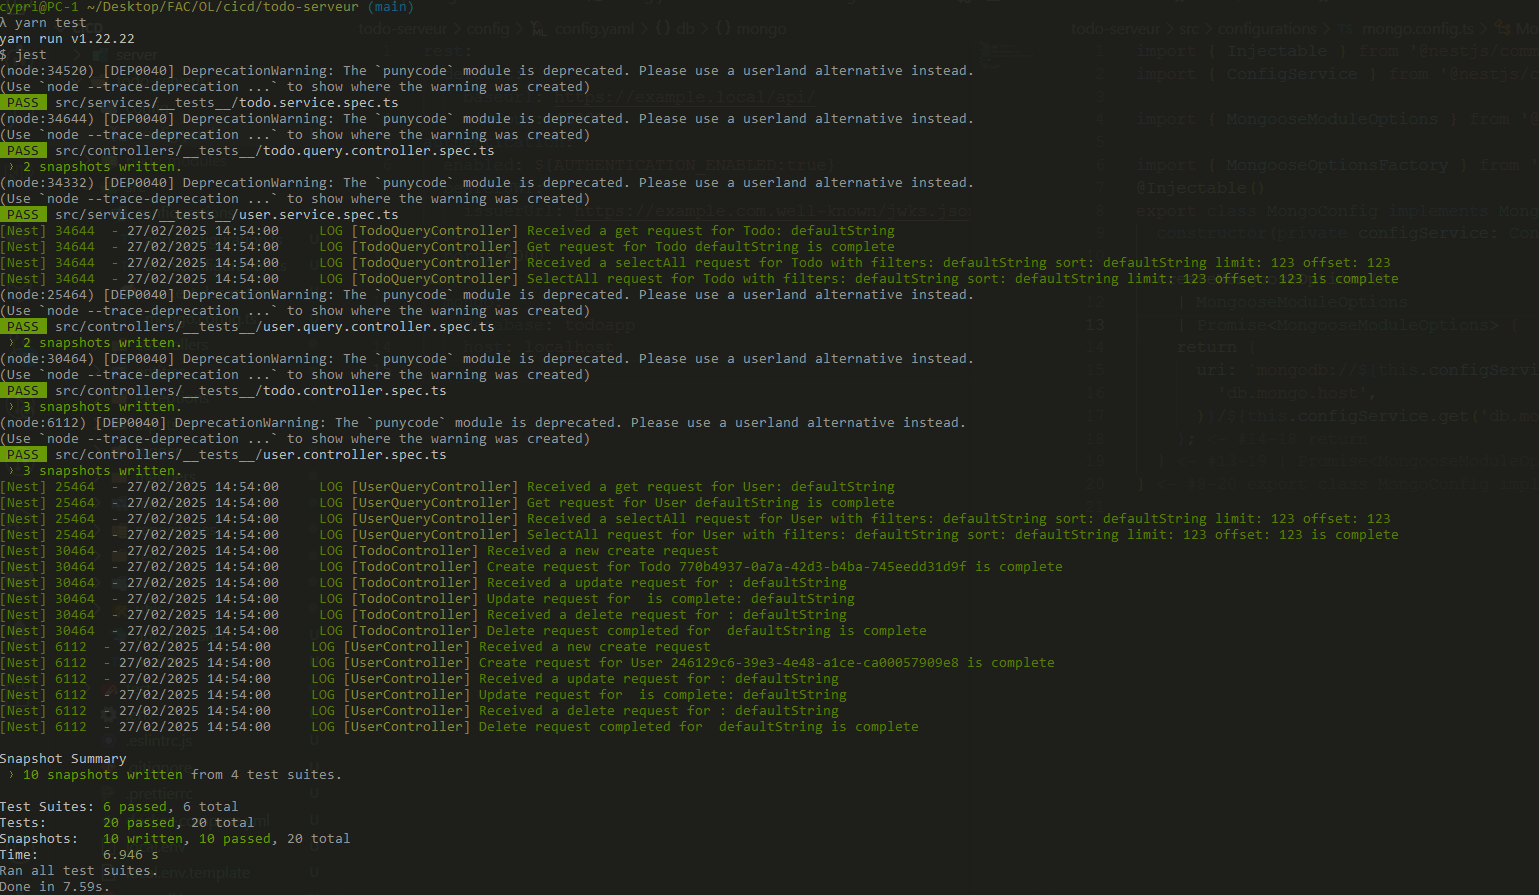 cypri@PC-1 ~/Desktop/FAC/OL/cicd/todo-serveur (main)
λ yarn test
yarn run v1.22.22
$ jest
(node:34520) [DEP0040] DeprecationWarning: The `punycode` module is deprecated. Please use a userland alternative instead.
(Use `node --trace-deprecation ...` to show where the warning was created)
PASS src/services/__tests__/todo.service.spec.ts
(node:34644) [DEP0040] DeprecationWarning: The `punycode` module is deprecated. Please use a userland alternative instead.
(Use `node --trace-deprecation ...` to show where the warning was created)
PASS src/controllers/__tests__/todo.query.controller.spec.ts
› 2 snapshots written.
(node:34332) [DEP0040] DeprecationWarning: The `punycode` module is deprecated. Please use a userland alternative instead.
(Use `node --trace-deprecation ...` to show where the warning was created)
PASS src/services/__tests__/user.service.spec.ts
[Nest] 34644  - 27/02/2025 14:54:00     LOG [TodoQueryController] Received a get request for Todo: defaultString
[Nest] 34644  - 27/02/2025 14:54:00     LOG [TodoQueryController] Get request for Todo defaultString is complete
[Nest] 34644  - 27/02/2025 14:54:00     LOG [TodoQueryController] Received a selectAll request for Todo with filters: defaultString sort: defaultString limit: 123 offset: 123
[Nest] 34644  - 27/02/2025 14:54:00     LOG [TodoQueryController] SelectAll request for Todo with filters: defaultString sort: defaultString limit: 123 offset: 123 is complete
(node:25464) [DEP0040] DeprecationWarning: The `punycode` module is deprecated. Please use a userland alternative instead.
(Use `node --trace-deprecation ...` to show where the warning was created)
PASS src/controllers/__tests__/user.query.controller.spec.ts
› 2 snapshots written.
(node:30464) [DEP0040] DeprecationWarning: The `punycode` module is deprecated. Please use a userland alternative instead.
(Use `node --trace-deprecation ...` to show where the warning was created)
PASS src/controllers/__tests__/todo.controller.spec.ts
› 3 snapshots written.
(node:6112) [DEP0040] DeprecationWarning: The `punycode` module is deprecated. Please use a userland alternative instead.
(Use `node --trace-deprecation ...` to show where the warning was created)
PASS src/controllers/__tests__/user.controller.spec.ts
› 3 snapshots written.
[Nest] 25464  - 27/02/2025 14:54:00     LOG [UserQueryController] Received a get request for User: defaultString
[Nest] 25464  - 27/02/2025 14:54:00     LOG [UserQueryController] Get request for User defaultString is complete
[Nest] 25464  - 27/02/2025 14:54:00     LOG [UserQueryController] Received a selectAll request for User with filters: defaultString sort: defaultString limit: 123 offset: 123
[Nest] 25464  - 27/02/2025 14:54:00     LOG [UserQueryController] SelectAll request for User with filters: defaultString sort: defaultString limit: 123 offset: 123 is complete
[Nest] 30464  - 27/02/2025 14:54:00     LOG [TodoController] Received a new create request
[Nest] 30464  - 27/02/2025 14:54:00     LOG [TodoController] Create request for Todo 770b4937-0a7a-42d3-b4ba-745eedd31d9f is complete
[Nest] 30464  - 27/02/2025 14:54:00     LOG [TodoController] Received a update request for : defaultString
[Nest] 30464  - 27/02/2025 14:54:00     LOG [TodoController] Update request for  is complete: defaultString
[Nest] 30464  - 27/02/2025 14:54:00     LOG [TodoController] Received a delete request for : defaultString
[Nest] 30464  - 27/02/2025 14:54:00     LOG [TodoController] Delete request completed for  defaultString is complete
[Nest] 6112  - 27/02/2025 14:54:00     LOG [UserController] Received a new create request
[Nest] 6112  - 27/02/2025 14:54:00     LOG [UserController] Create request for User 246129c6-39e3-4e48-a1ce-ca00057909e8 is complete
[Nest] 6112  - 27/02/2025 14:54:00     LOG [UserController] Received a update request for : defaultString
[Nest] 6112  - 27/02/2025 14:54:00     LOG [UserController] Update request for  is complete: defaultString
[Nest] 6112  - 27/02/2025 14:54:00     LOG [UserController] Received a delete request for : defaultString
[Nest] 6112  - 27/02/2025 14:54:00     LOG [UserController] Delete request completed for  defaultString is complete
Snapshot Summary
› 10 snapshots written from 4 test suites.
Test Suites: 6 passed, 6 total
Tests:       20 passed, 20 total
Snapshots:   10 written, 10 passed, 20 total
Time:        6.946 s
Ran all test suites.
Done in 7.59s.